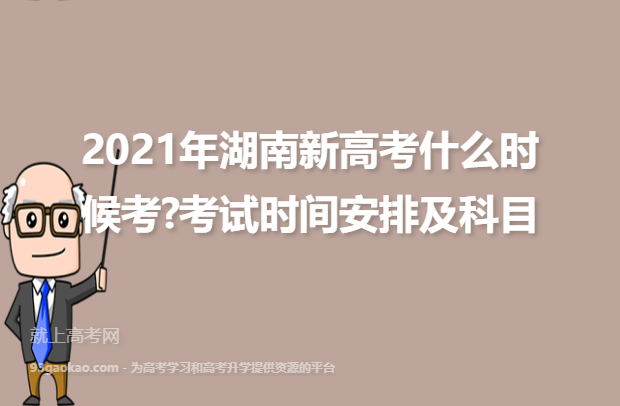 2021年湖南新高考什么时
候考?考试时间安排及科目
就上高考网
95gaokao.com - 为高考学习和高考升学提供资源的平台